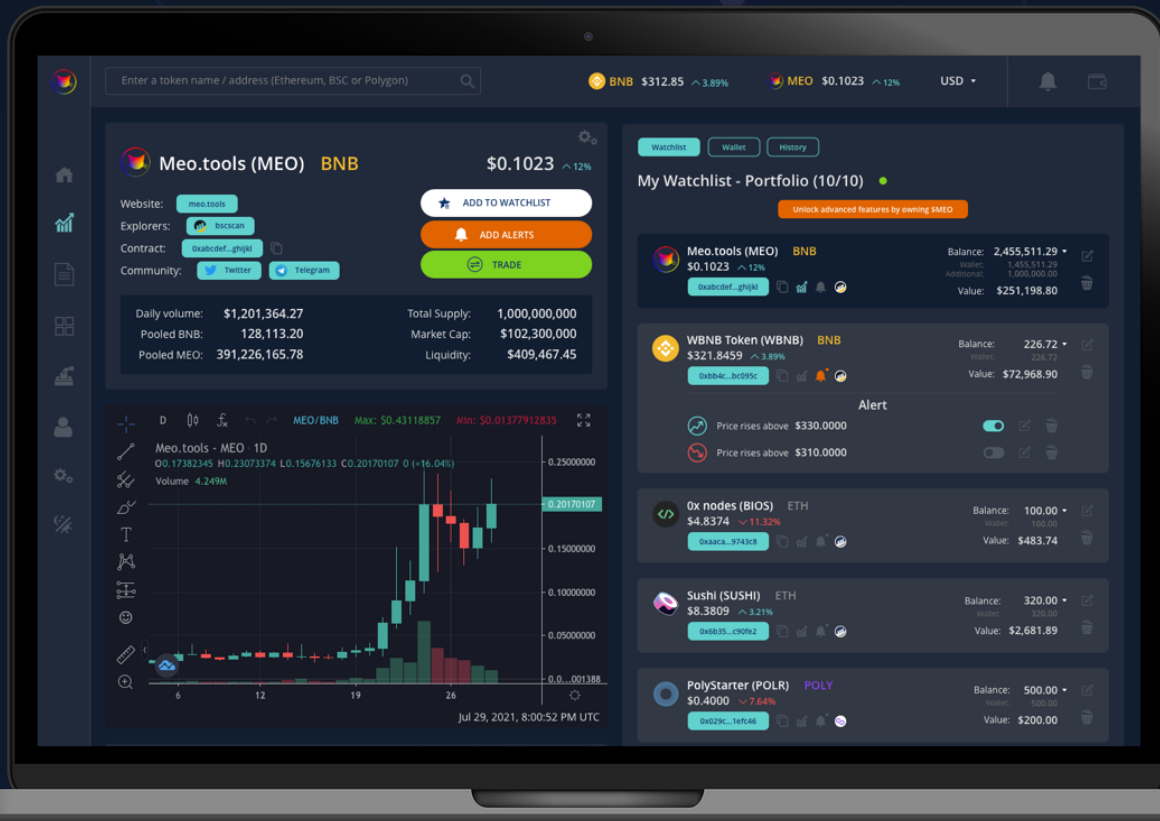 Enter a token name / address (Ethereum, BSC or Polygon)
BNB $312.85 3.89%
MEO $0.1023 12%
USD
Meo.tools (MEO) BNB
$0.1023 12%
Website: meo.tools
Explorers: bscscan
Contract: 0xabcdef...ghijkl
Community: Twitter Telegram
ADD TO WATCHLIST
ADD ALERTS
TRADE
Daily volume: $1,201,364.27
Pooled BNB: 128,113.20
Pooled MEO: 391,226,165.78
Total Supply: 1,000,000,000
Market Cap: $102,300,000
Liquidity: $409,467.45
D MEO/BNB Max: $0.43118857 Min: $0.01377912835
Meo.tools - MEO · 1D
O0.17382345 H0.23073374 L0.15676133 C0.20170107 0 (+16.04%)
Volume 4.249M
0.25000000
0.20170107
0.15000000
0.10000000
0.05000000
0.0...001388
6 12 19 26
Jul 29, 2021, 8:00:52 PM UTC
Watchlist Wallet History
My Watchlist - Portfolio (10/10)
Unlock advanced features by owning $MEO
Meo.tools (MEO) BNB
$0.1023 12%
0xabcdef...ghijkl
Balance: 2,455,511.29
Wallet: 1,455,511.29
Additional: 1,000,000.00
Value: $251,198.80
WBNB Token (WBNB) BNB
$321.8459 3.89%
0xbb4c...bc095c
Balance: 226.72
Wallet: 226.72
Value: $72,968.90
Alert
Price rises above $330.0000
Price rises above $310.0000
0x nodes (BIOS) ETH
$4.8374 11.32%
0xaaca...9743c8
Balance: 100.00
Wallet: 100.00
Value: $483.74
Sushi (SUSHI) ETH
$8.3809 3.21%
0x6b35...c90fe2
Balance: 320.00
Wallet: 320.00
Value: $2,681.89
PolyStarter (POLR) POLY
$0.4000 7.64%
0x029c...1efc46
Balance: 500.00
Wallet: 500.00
Value: $200.00